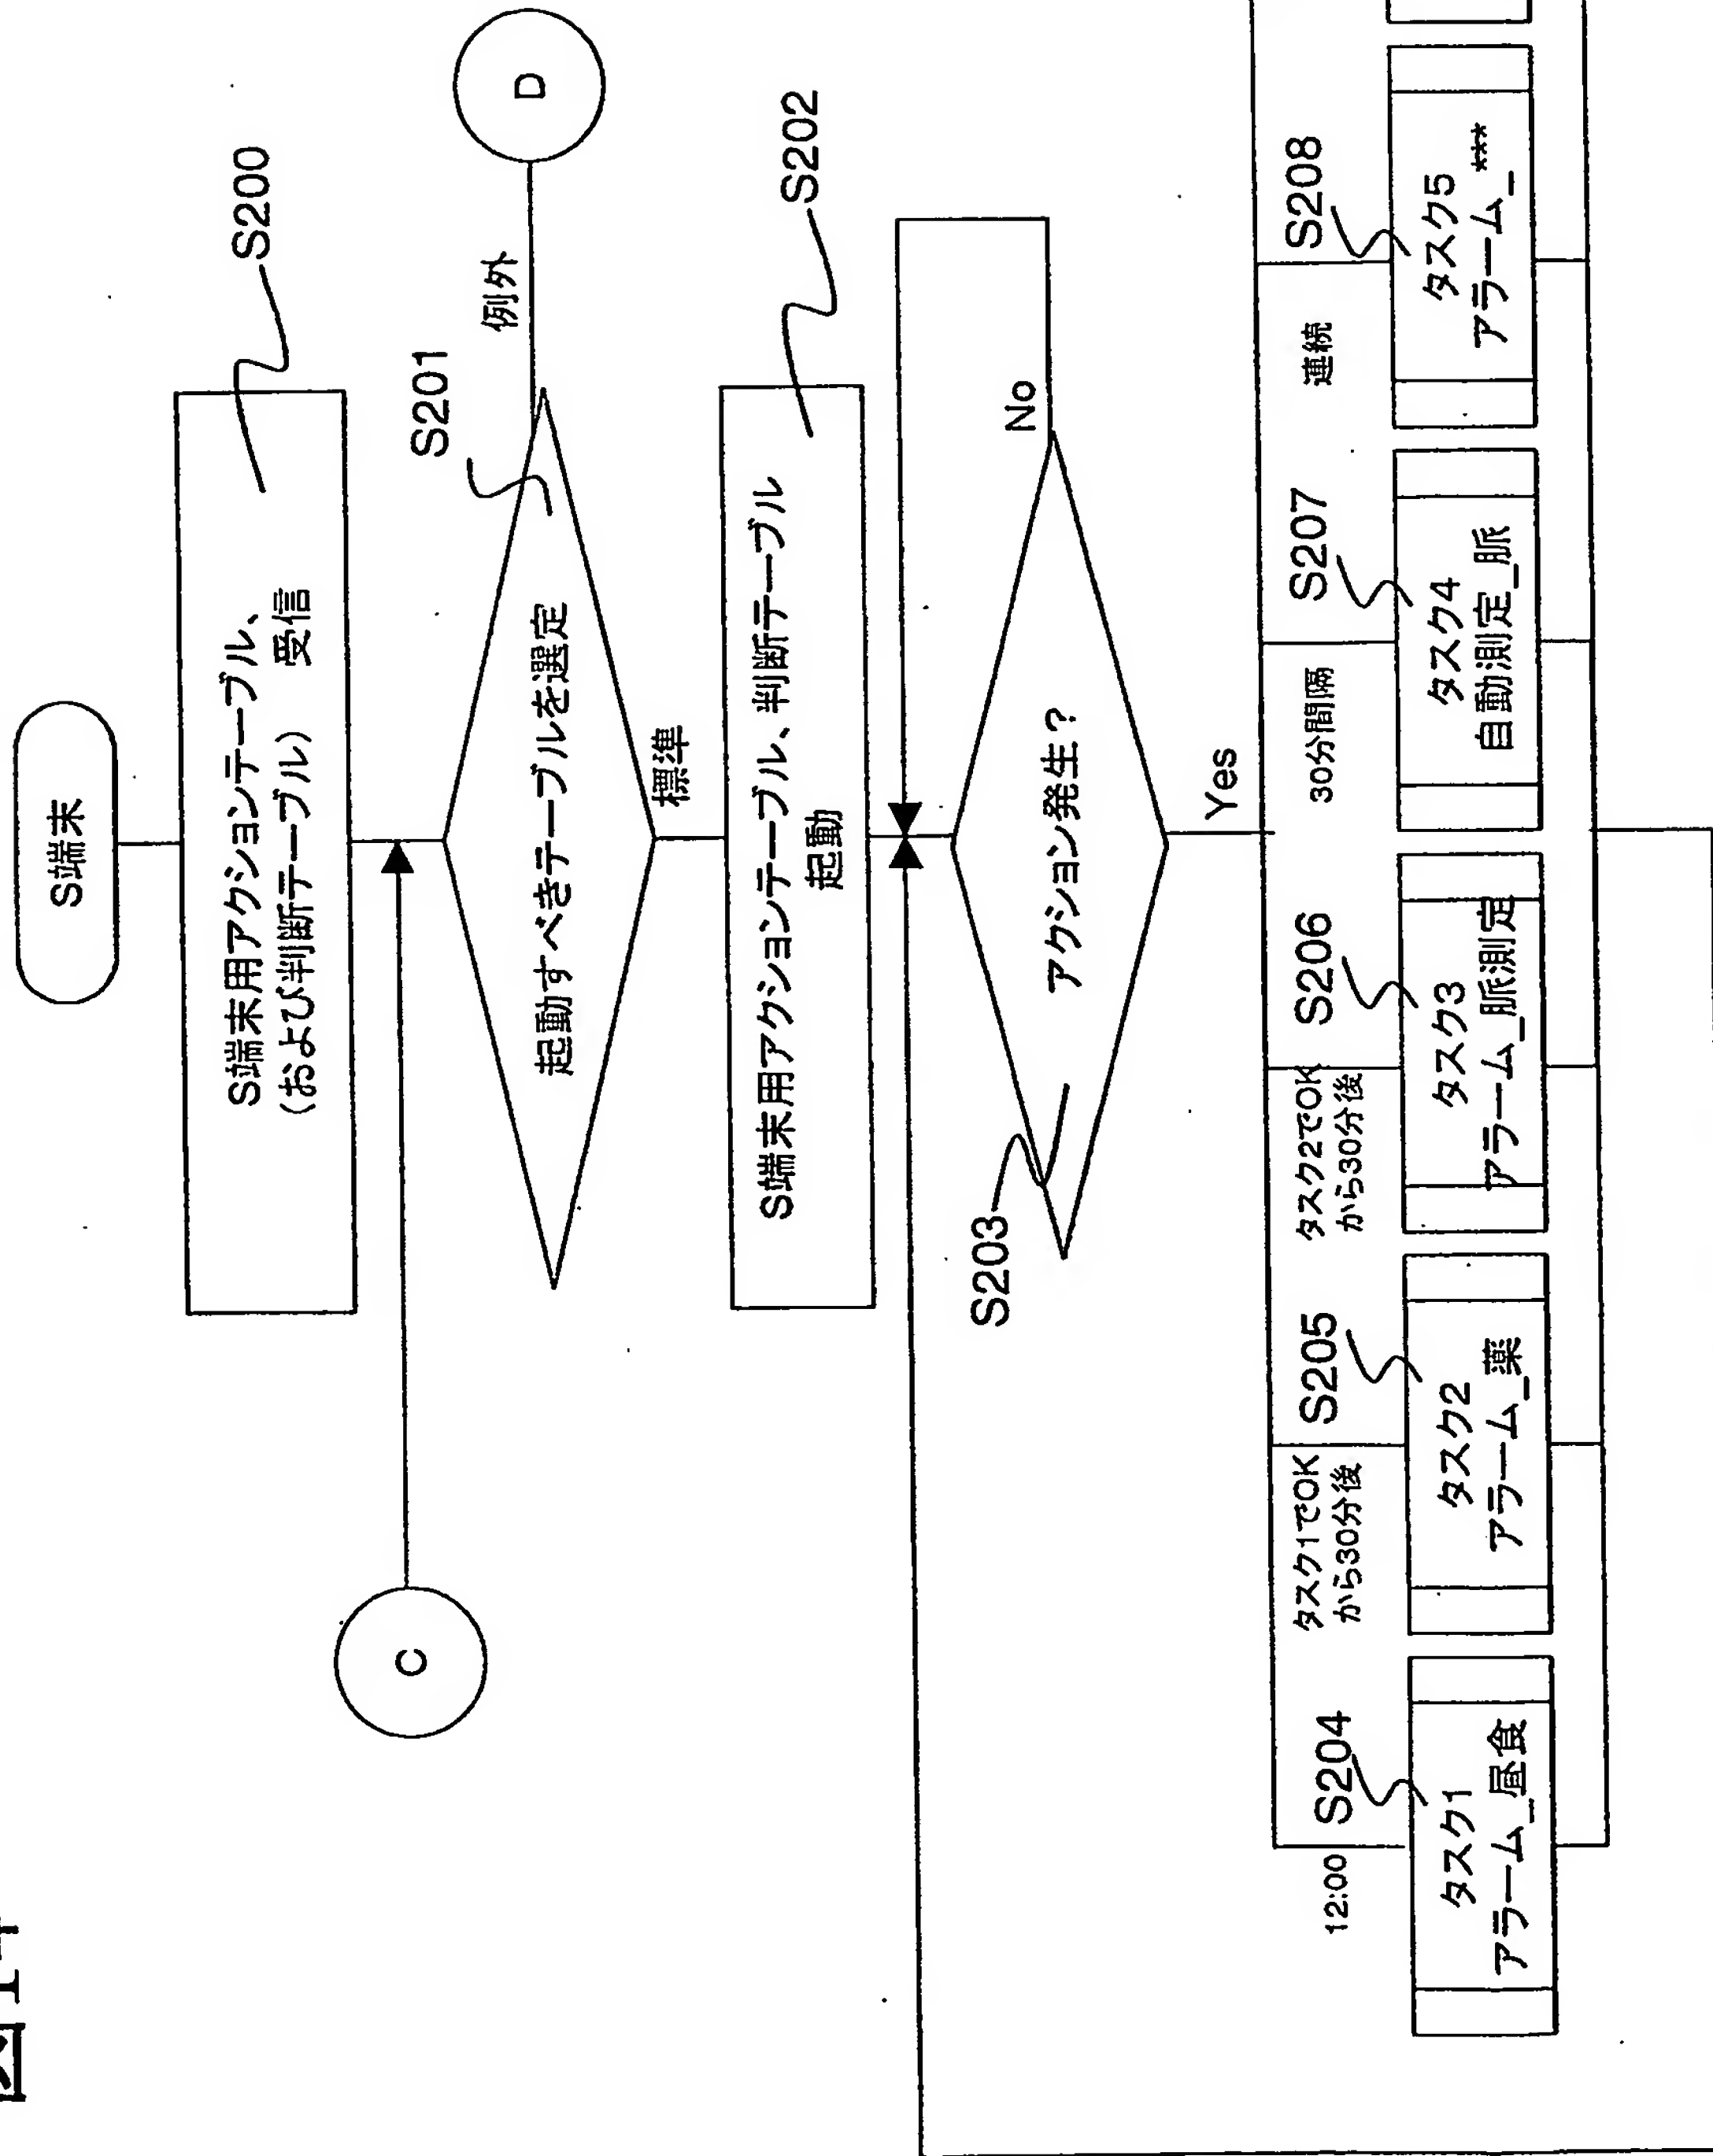 S端末
S200
S端末用アクションテーブル、
(および判断テーブル) 受信
C
S201
起動すべきテーブルを選定
例外
D
標準
S202
S端末用アクションテーブル、判断テーブル
起動
S203
アクション発生?
No
Yes
12:00
S204
タスク1
アラーム_昼食
タスク1でOK
から30分後
S205
タスク2
アラーム_薬
タスク2でOK
から30分後
S206
タスク3
アラーム_脈測定
30分間隔
S207
タスク4
自動測定_脈
連続
S208
タスク5
アラーム_***